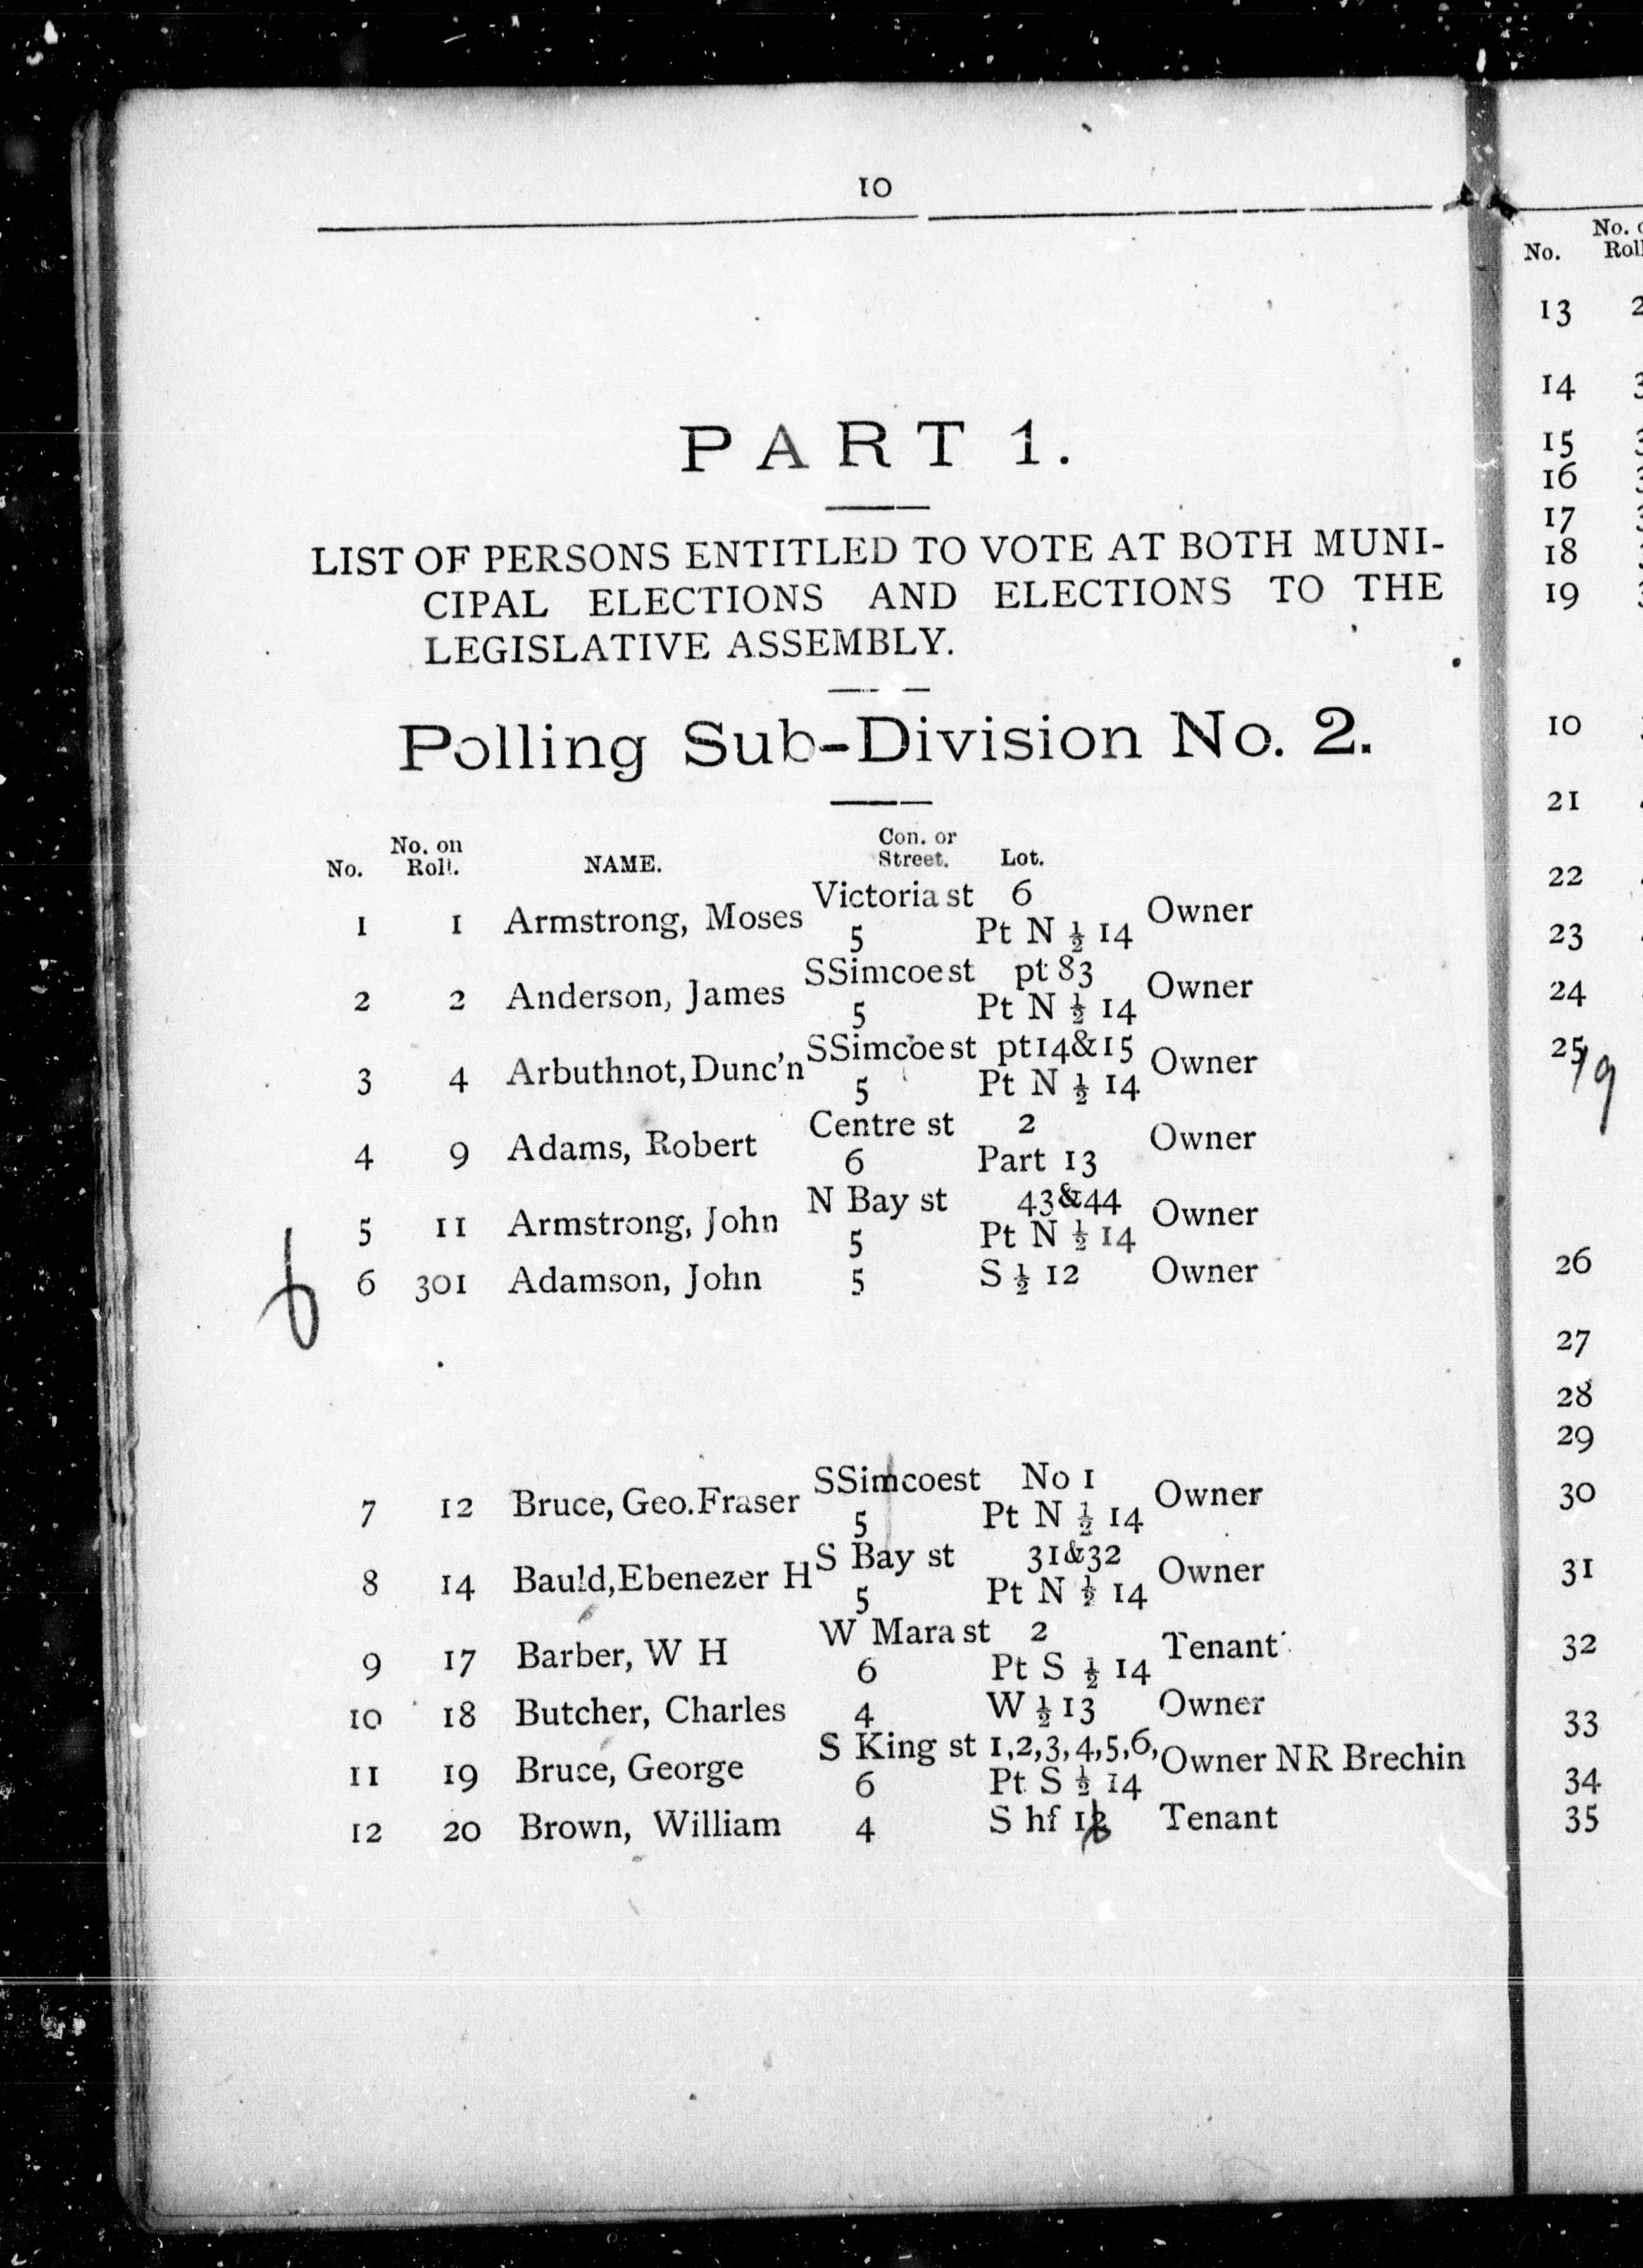 10
PART 1.
LIST OF PERSONS ENTITLED TO VOTE AT BOTH MUNI-
CIPAL ELECTIONS AND ELECTIONS TO THE
LEGISLATIVE ASSEMBLY.
Polling Sub-Division No. 2.
No. No. on Roll. NAME. Con. or Street. Lot.
Victoria st 6
1 1 Armstrong, Moses Owner
5 Pt N ½ 14
SSimcoe st pt 83
2 2 Anderson, James Owner
5 Pt N ½ 14
SSimcoe st pt14&15
3 4 Arbuthnot, Dunc'n Owner
5 Pt N ½ 14
Centre st 2
4 9 Adams, Robert Owner
6 Part 13
N Bay st 43&44
5 11 Armstrong, John Owner
5 Pt N ½ 14
6 301 Adamson, John 5 S ½ 12 Owner
SSimcoest No 1
7 12 Bruce, Geo. Fraser Owner
5 Pt N ½ 14
S Bay st 31&32
8 14 Bauld, Ebenezer H Owner
5 Pt N ½ 14
W Mara st 2
9 17 Barber, W H Tenant
6 Pt S ½ 14
10 18 Butcher, Charles 4 W ½ 13 Owner
S King st 1,2,3,4,5,6,
11 19 Bruce, George Owner NR Brechin
6 Pt S ½ 14
12 20 Brown, William 4 S hf Tenant
No.
13
14
15
16
17
18
19
10
21
22
23
24
25
26
27
28
29
30
31
32
33
34
35